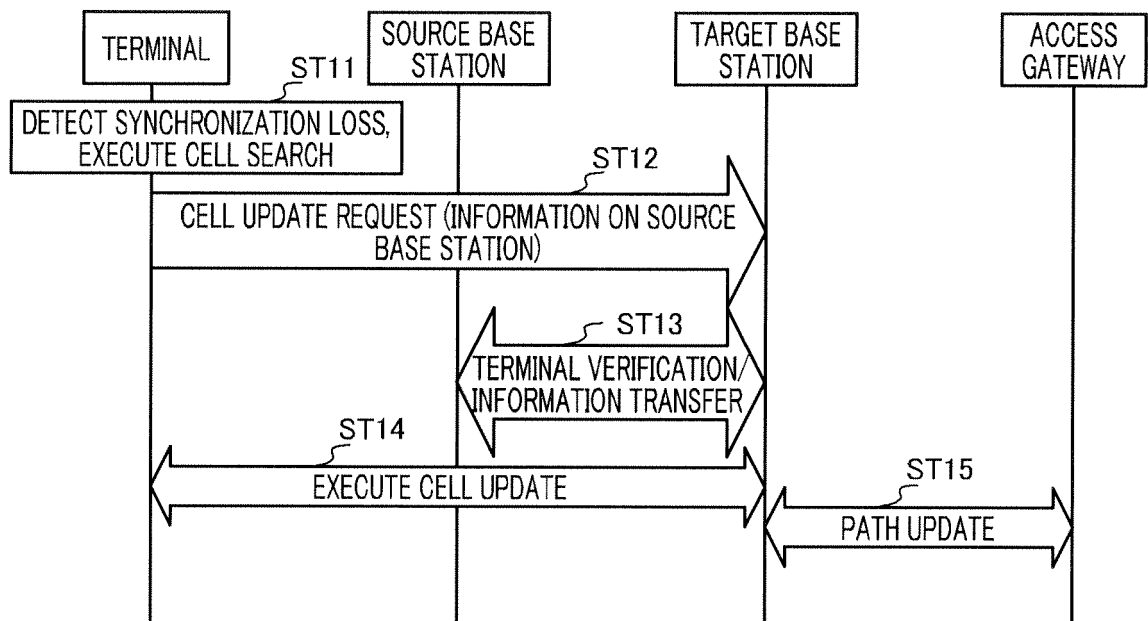 TERMINAL
SOURCE BASE
STATION
TARGET BASE
STATION
ACCESS
GATEWAY
ST11
DETECT SYNCHRONIZATION LOSS,
EXECUTE CELL SEARCH
ST12
CELL UPDATE REQUEST (INFORMATION ON SOURCE
BASE STATION)
ST13
TERMINAL VERIFICATION/
INFORMATION TRANSFER
ST14
EXECUTE CELL UPDATE
ST15
PATH UPDATE